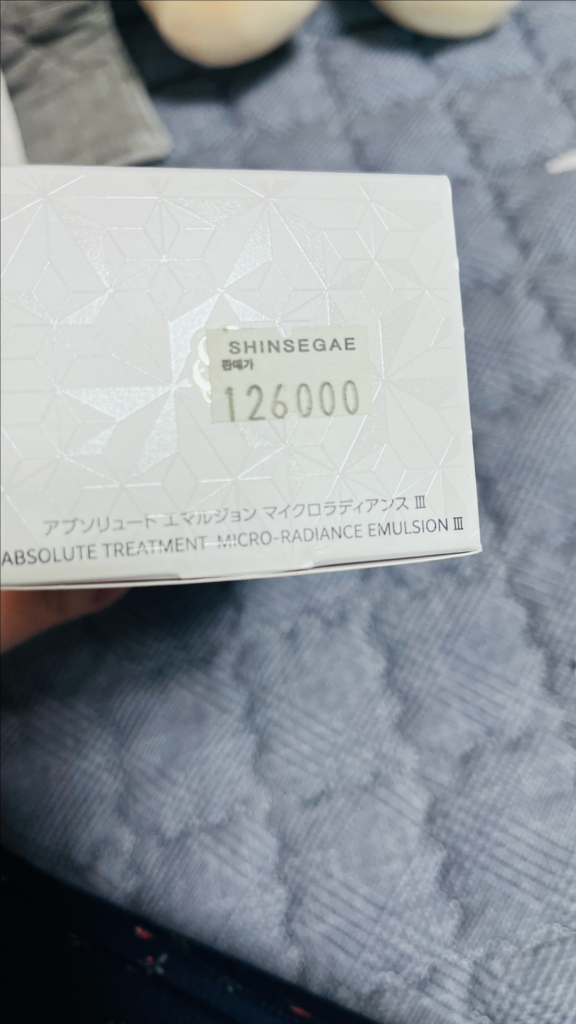 SHINSEGAE
판매가
126000
アブソリュート エマルジョン マイクロラディアンス Ⅲ
ABSOLUTE TREATMENT MICRO-RADIANCE EMULSION Ⅲ